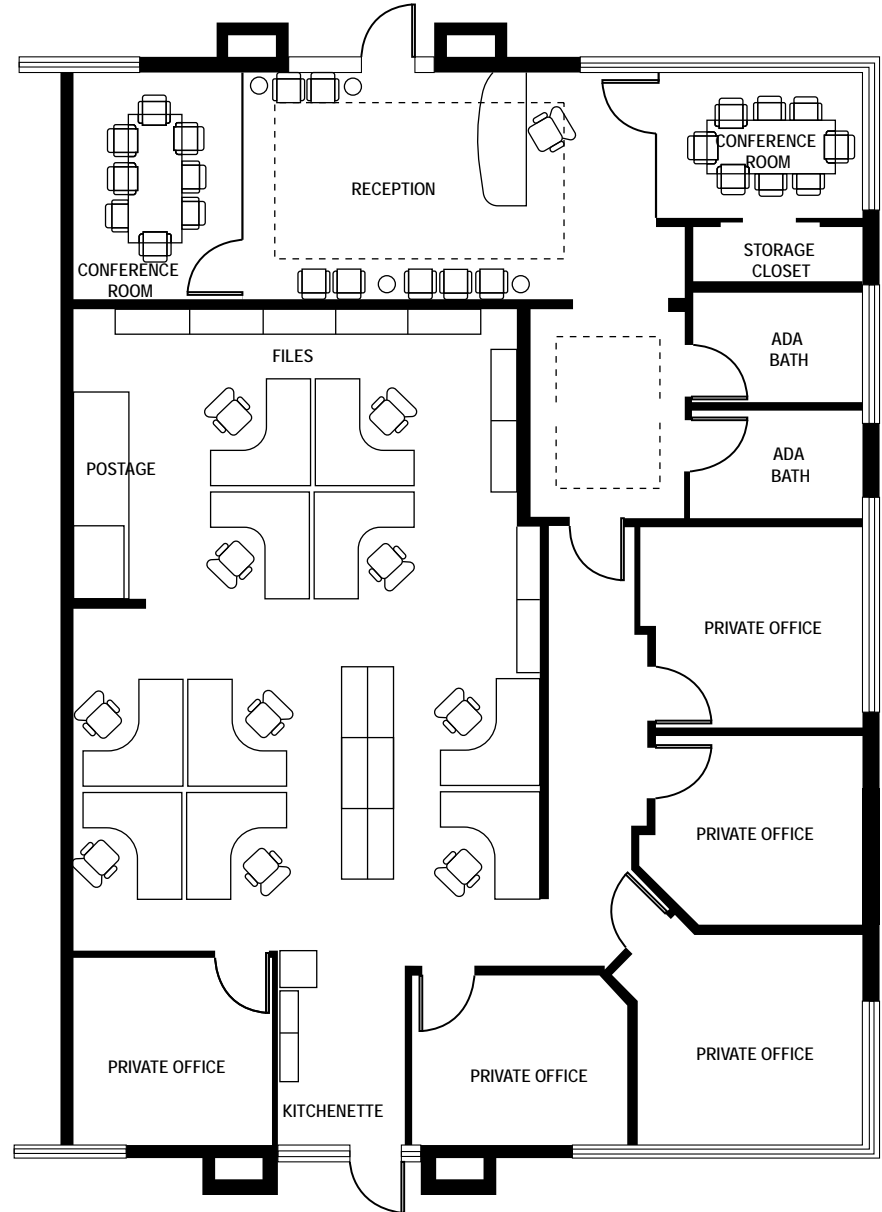 CONFERENCE
ROOM
RECEPTION
CONFERENCE
ROOM
STORAGE
CLOSET
FILES
ADA
BATH
POSTAGE
ADA
BATH
PRIVATE OFFICE
PRIVATE OFFICE
PRIVATE OFFICE
PRIVATE OFFICE
PRIVATE OFFICE
KITCHENETTE